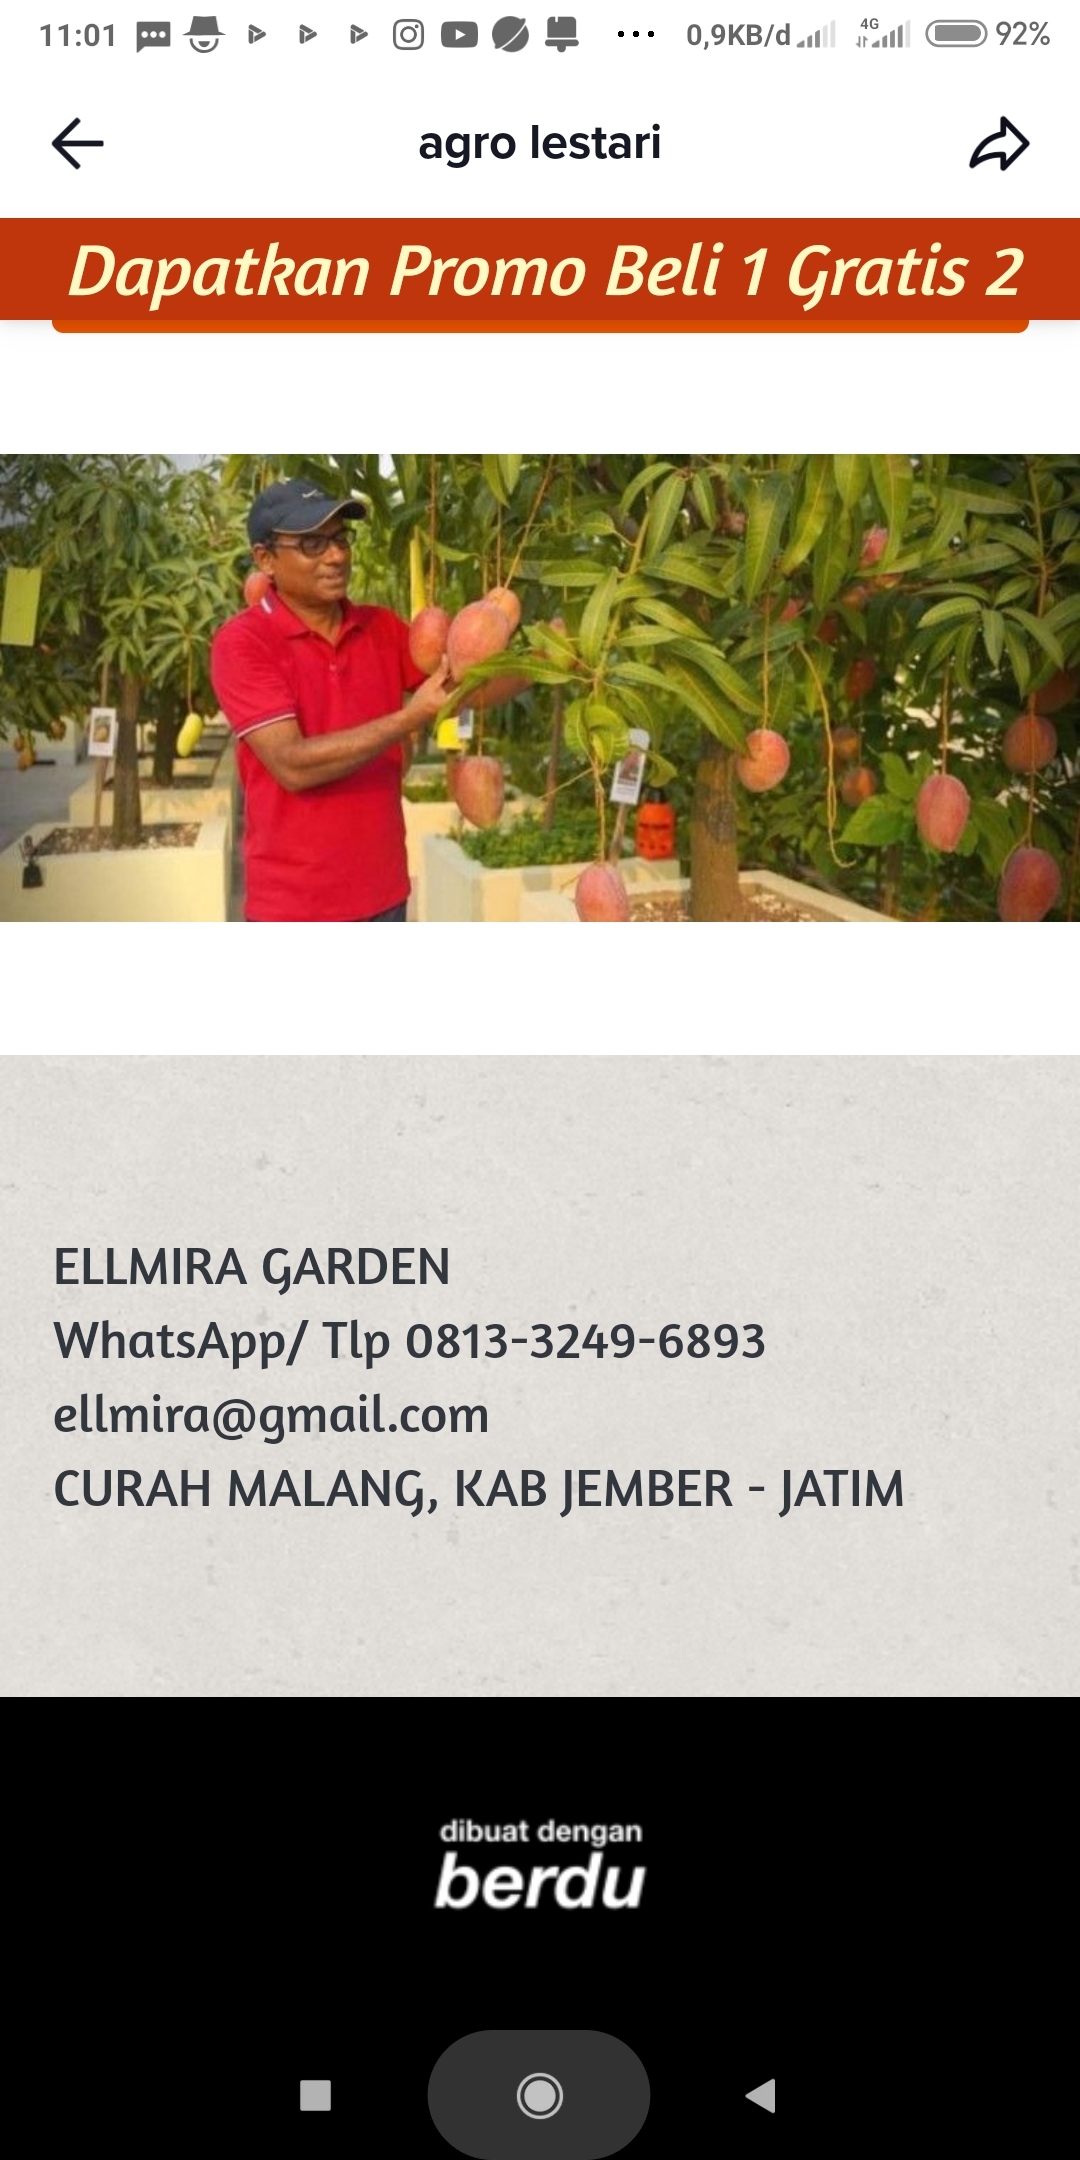 11:01
0,9KB/d
4G
92%
agro lestari
Dapatkan Promo Beli 1 Gratis 2
ELLMIRA GARDEN
WhatsApp/ Tlp 0813-3249-6893
ellmira@gmail.com
CURAH MALANG, KAB JEMBER - JATIM
dibuat dengan
berdu